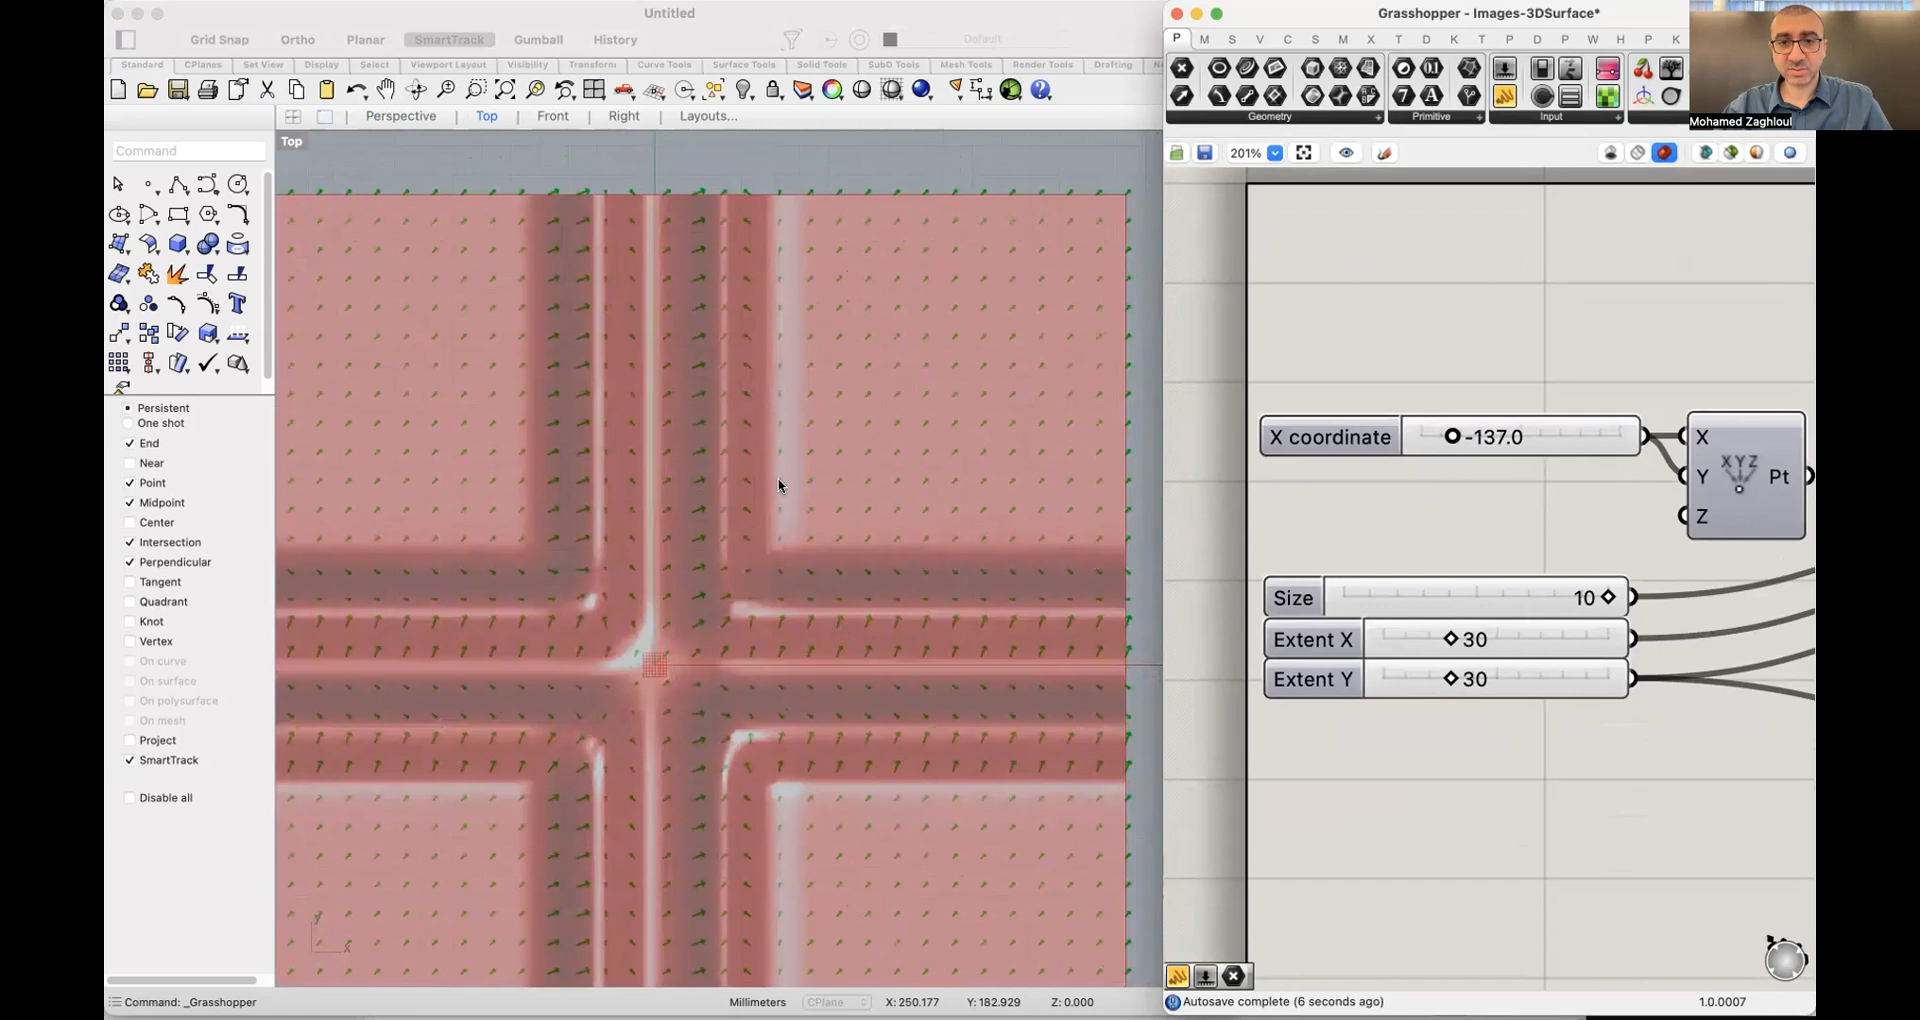 Untitled
Grid Snap Ortho Planar SmartTrack Gumball History Default
Standard CPlanes Set View Display Select Viewport Layout Visibility Transform Curve Tools Surface Tools Solid Tools SubD Tools Mesh Tools Render Tools Drafting
Perspective Top Front Right Layouts...
Top
Command
Persistent
One shot
End
Near
Point
Midpoint
Center
Intersection
Perpendicular
Tangent
Quadrant
Knot
Vertex
On curve
On surface
On polysurface
On mesh
Project
SmartTrack
Disable all
y
x
Command: _Grasshopper
Millimeters CPlane X: 250.177 Y: 182.929 Z: 0.000
Grasshopper - Images-3DSurface*
P M S V C S M X T D K T P D P W H P K
Geometry Primitive Input
Mohamed Zaghloul
201%
X coordinate -137.0
X
Y
Z
XYZ
Pt
Size 10
Extent X 30
Extent Y 30
Autosave complete (6 seconds ago)
1.0.0007